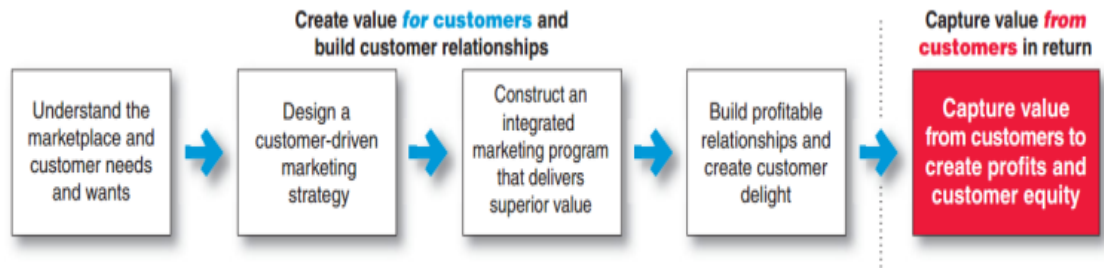 Create value for customers and
build customer relationships
Capture value from
customers in return
Understand the
marketplace and
customer needs
and wants
Design a
customer-driven
marketing
strategy
Construct an
integrated
marketing program
that delivers
superior value
Build profitable
relationships and
create customer
delight
Capture value
from customers to
create profits and
customer equity